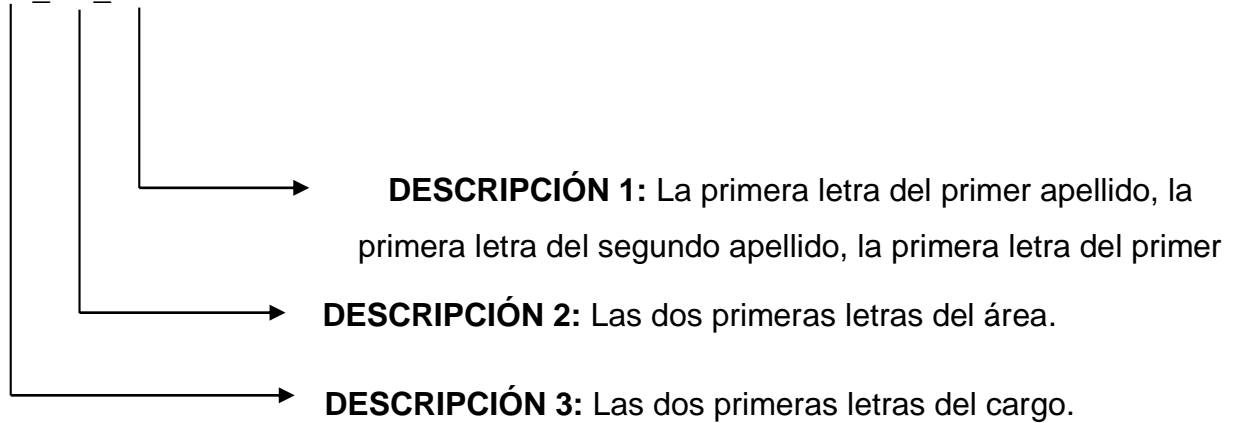 DESCRIPCIÓN 1: La primera letra del primer apellido, la
primera letra del segundo apellido, la primera letra del primer
DESCRIPCIÓN 2: Las dos primeras letras del área.
DESCRIPCIÓN 3: Las dos primeras letras del cargo.